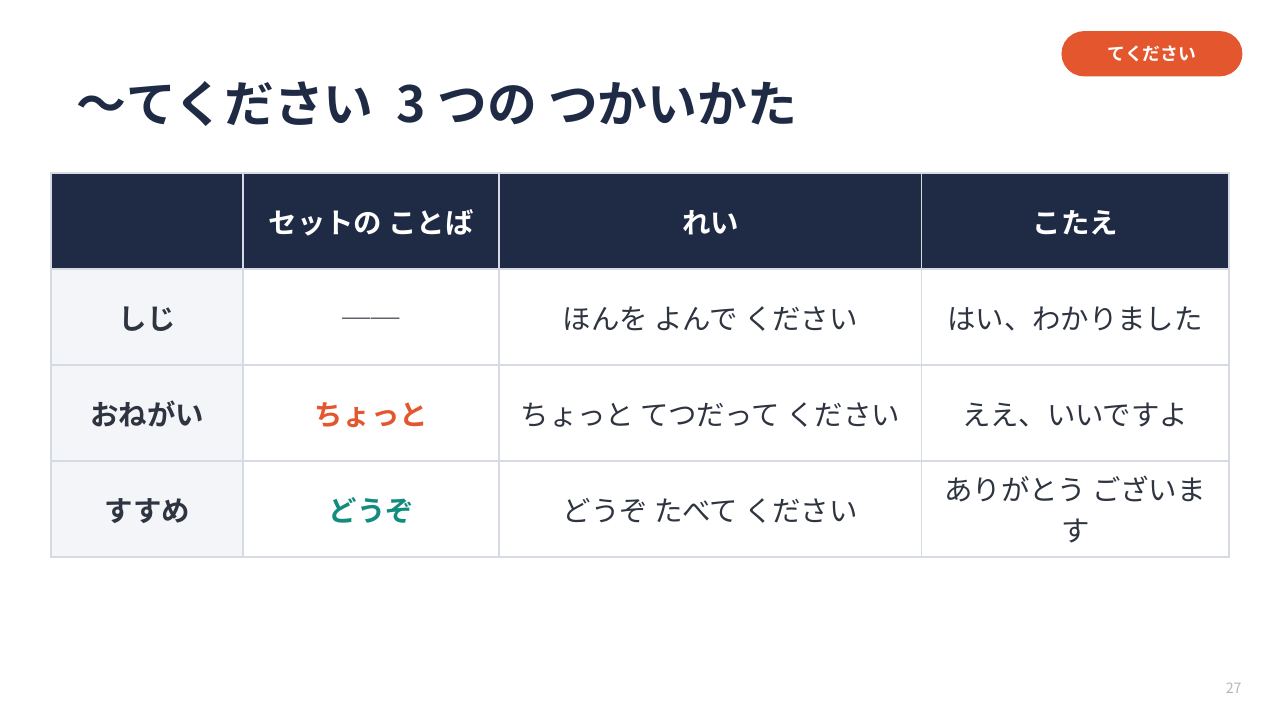 てください
～てください 3 つの つかいかた
セットの ことば
れい
こたえ
しじ
――
ほんを よんで ください
はい、わかりました
おねがい
ちょっと
ちょっと てつだって ください
ええ、いいですよ
すすめ
どうぞ
どうぞ たべて ください
ありがとう ございま
す
27